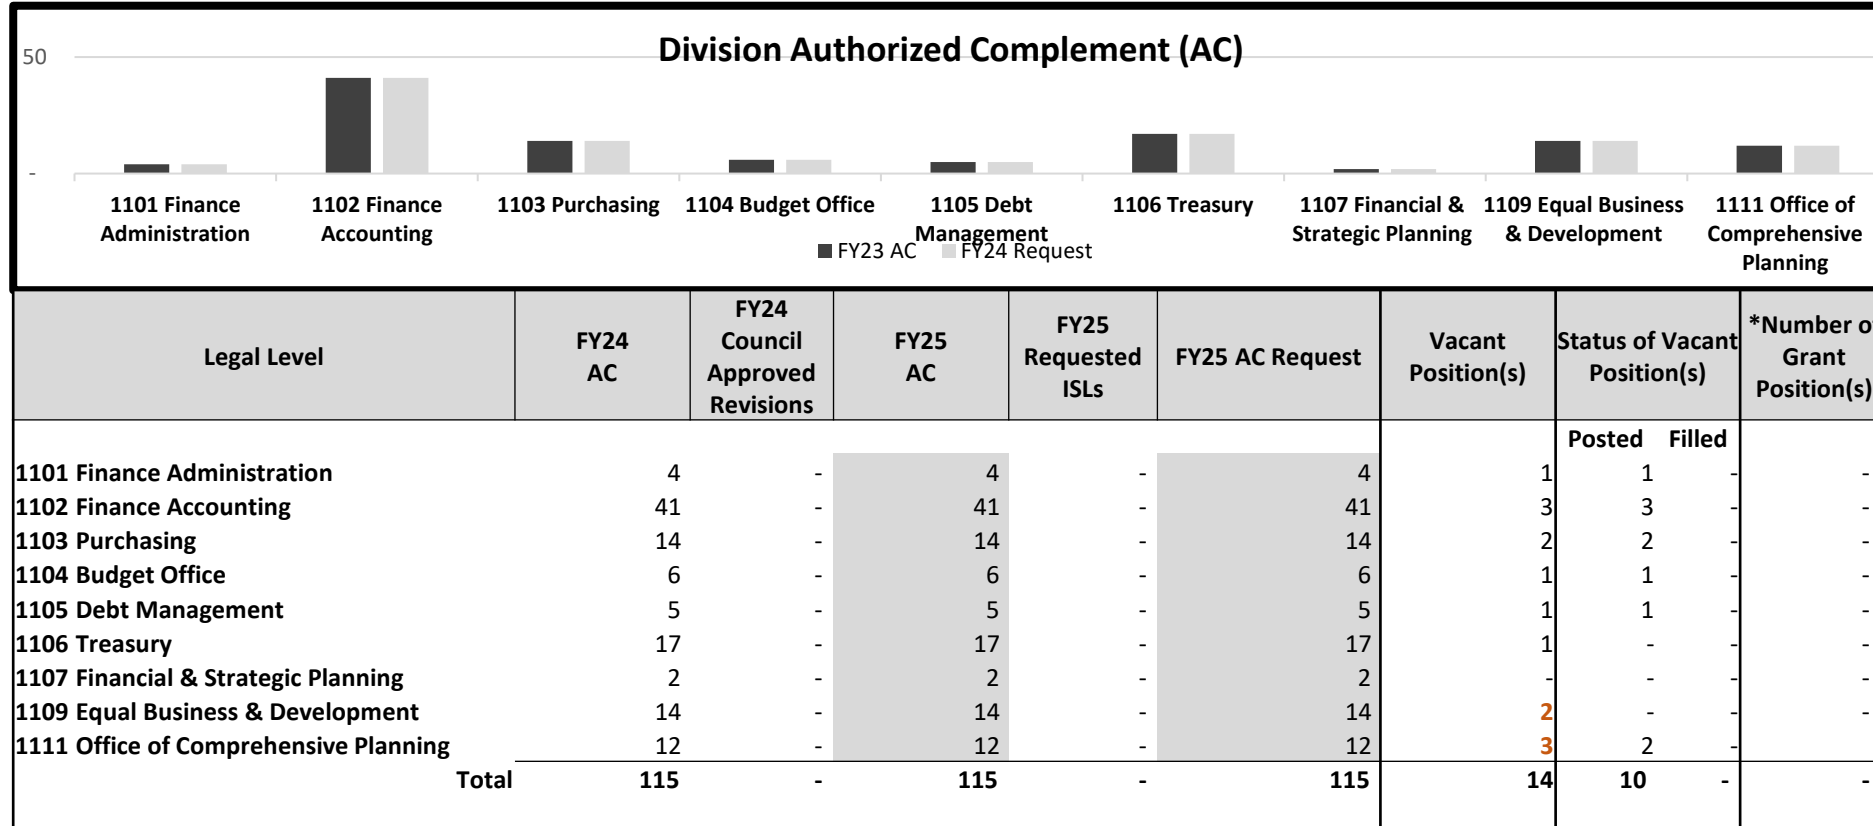 Division Authorized Complement (AC)
50
-
1101 Finance Administration
1102 Finance Accounting
1103 Purchasing
1104 Budget Office
1105 Debt Management
1106 Treasury
1107 Financial & Strategic Planning
1109 Equal Business & Development
1111 Office of Comprehensive Planning
FY23 AC FY24 Request
Legal Level FY24 AC FY24 Council Approved Revisions FY25 AC FY25 Requested ISLs FY25 AC Request Vacant Position(s) Status of Vacant Position(s) *Number of Grant Position(s)
Posted Filled
1101 Finance Administration 4 - 4 - 4 1 1 - -
1102 Finance Accounting 41 - 41 - 41 3 3 - -
1103 Purchasing 14 - 14 - 14 2 2 - -
1104 Budget Office 6 - 6 - 6 1 1 - -
1105 Debt Management 5 - 5 - 5 1 1 - -
1106 Treasury 17 - 17 - 17 1 - - -
1107 Financial & Strategic Planning 2 - 2 - 2 - - - -
1109 Equal Business & Development 14 - 14 - 14 2 - - -
1111 Office of Comprehensive Planning 12 - 12 - 12 3 2 - -
Total 115 - 115 - 115 14 10 - -